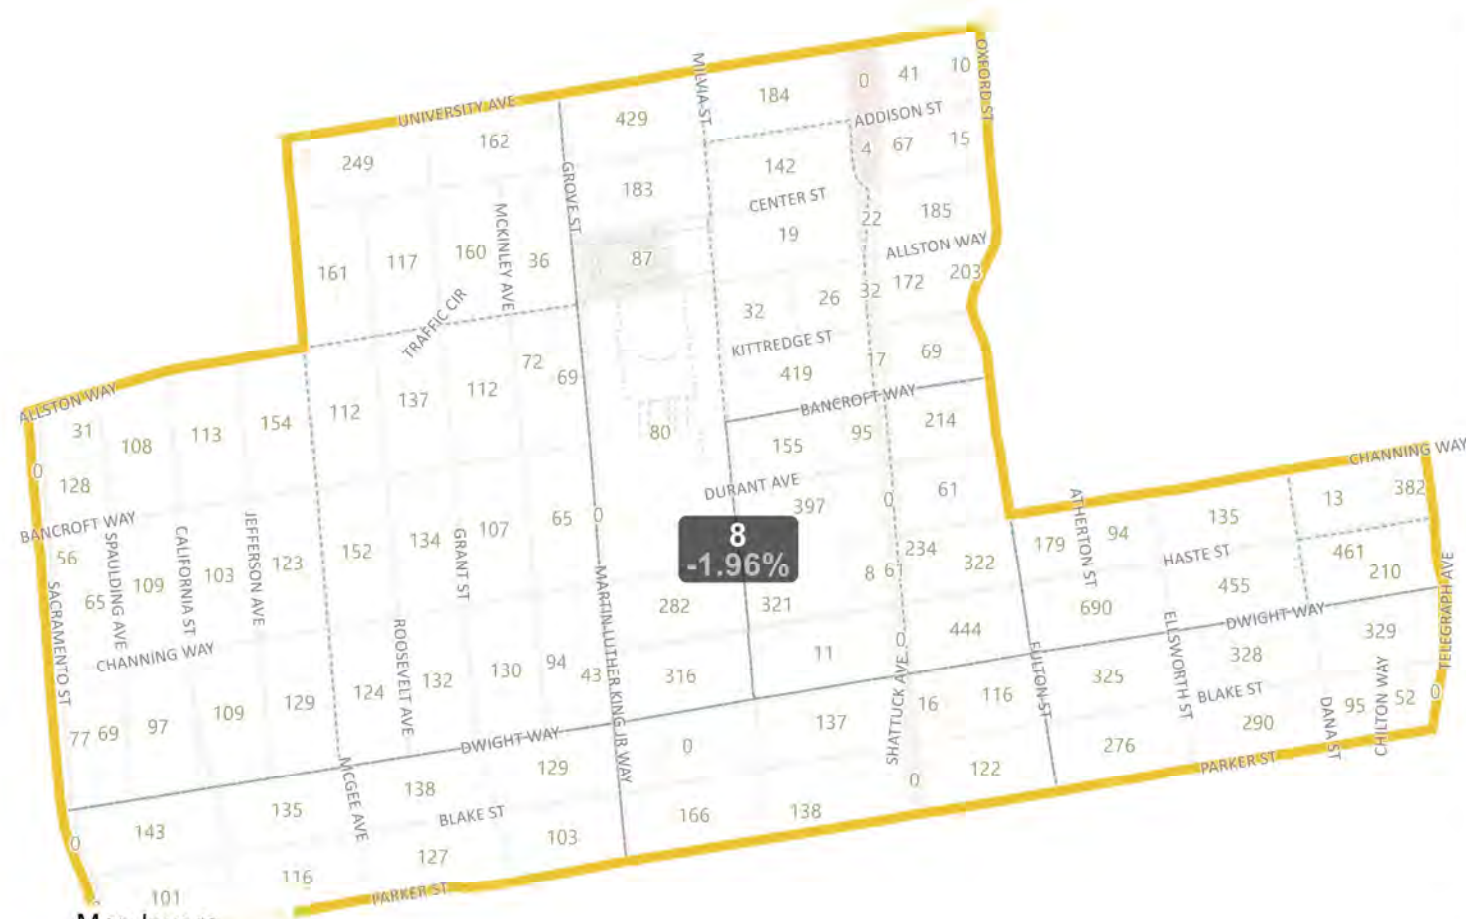 OXFORD ST
MILVIA ST
0 41 10
184
UNIVERSITY AVE
429
ADDISON ST
162
249
142
4 67 15
GROVE ST
183
CENTER ST
MCKINLEY AVE
22 185
19
ALLSTON WAY
161 117 160 36
87
32 172 203
32 26
TRAFFIC CIR
KITTREDGE ST
72 69
17 69
419
ALLSTON WAY
112 137 112
BANCROFT WAY
31 108 113 154
80
155 95 214
CHANNING WAY
0
128
DURANT AVE
397
0 61
13 382
BANCROFT WAY
SPAULDING AVE
CALIFORNIA ST
JEFFERSON AVE
152 134
GRANT ST
107 65 0
8
-1.96%
234 322
179
ATHERTON ST
94 135
HASTE ST
461
210
56
65 109 103 123
8 61
455
SACRAMENTO ST
MARTIN LUTHER KING JR WAY
282 321
690
DWIGHT WAY
TELEGRAPH AVE
CHANNING WAY
ROOSEVELT AVE
0 444
FULTON ST
ELLSWORTH ST
329
11
328
124 132 130 94 43
316
325
BLAKE ST
77 69 97 109 129
SHATTUCK AVE
16 116
290
DANA ST
95
CHILTON WAY
52 0
DWIGHT WAY
0 137
276
PARKER ST
MCGEE AVE
138 129
0 122
143 135
BLAKE ST
103
166 138
0
127
116
101
PARKER ST